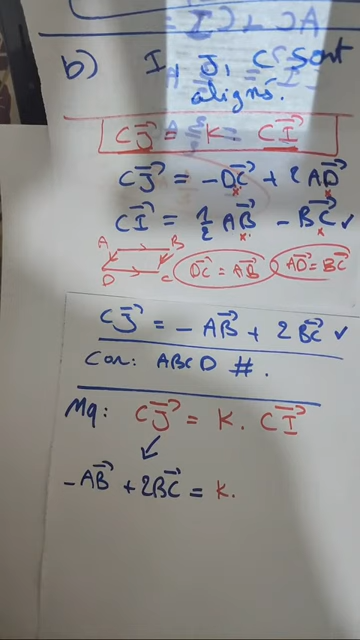 b) I, J, C sont
alignés.
CJ⃗ = K = CI⃗
CJ⃗ = -DC⃗ + 2AD⃗
CI⃗ = 1/2 AB⃗ - BC⃗ ✓
A B
D C
DC⃗ = AB⃗ AD⃗ = BC⃗
CJ⃗ = - AB⃗ + 2BC⃗ ✓
Car: ABCD #.
Mq: CJ⃗ = K. CI⃗
-AB⃗ + 2BC⃗ = K.